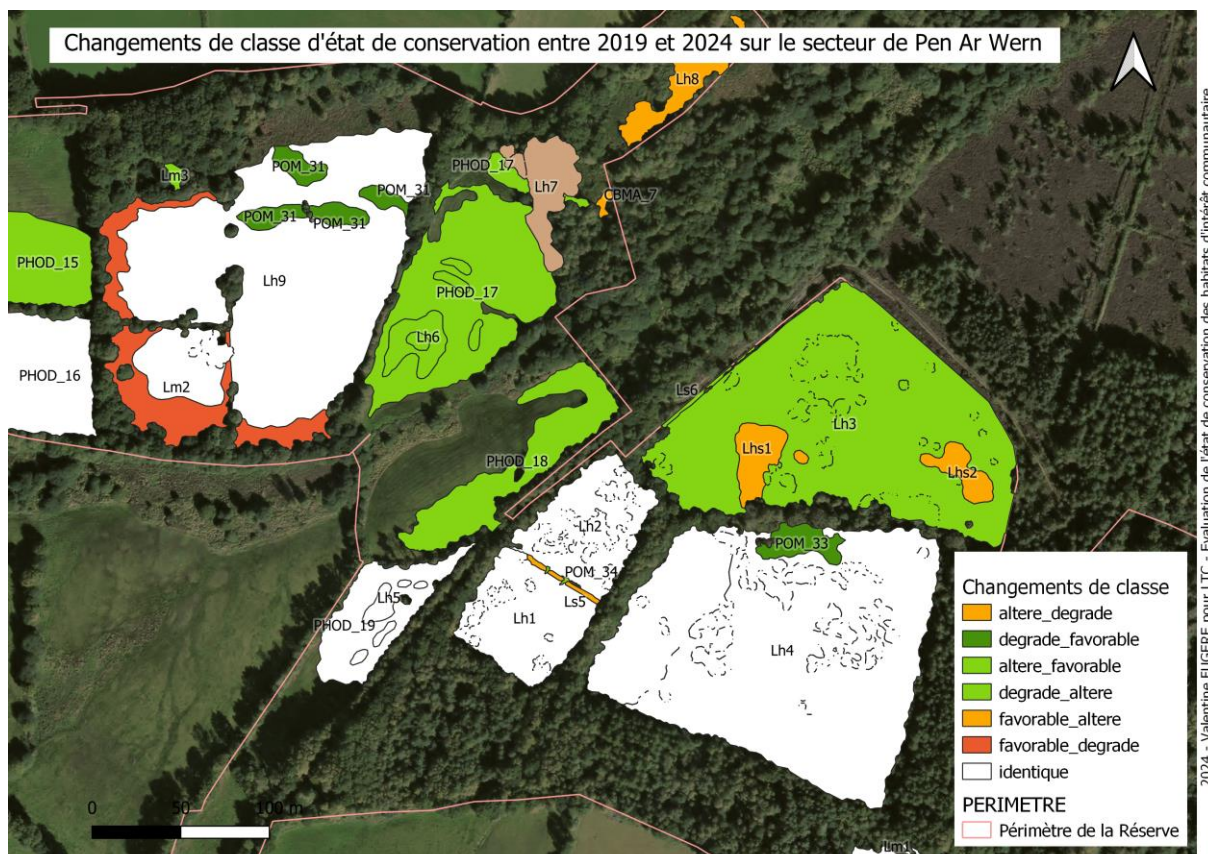 Changements de classe d'état de conservation entre 2019 et 2024 sur le secteur de Pen Ar Wern
Lh8
POM_31
PHOD_17
Lm3
Lh7
POM_31
CBMA_7
POM_31
POM_31
PHOD_15
Lh9
PHOD_17
Lh6
PHOD_16
Lm2
Ls6
Lh3
Lhs1
Lhs2
PHOD_18
Lh2
POM_33
POM_34
Lh5
Ls5
PHOD_19
Lh1
Lh4
Lm1
Changements de classe
altere_degrade
degrade_favorable
altere_favorable
degrade_altere
favorable_altere
favorable_degrade
identique
PERIMETRE
Périmètre de la Réserve
0 50 100 m
2024 - Valentine FUGERE pour LTC - Evaluation de l'état de conservation des habitats d'intérêt communautaire